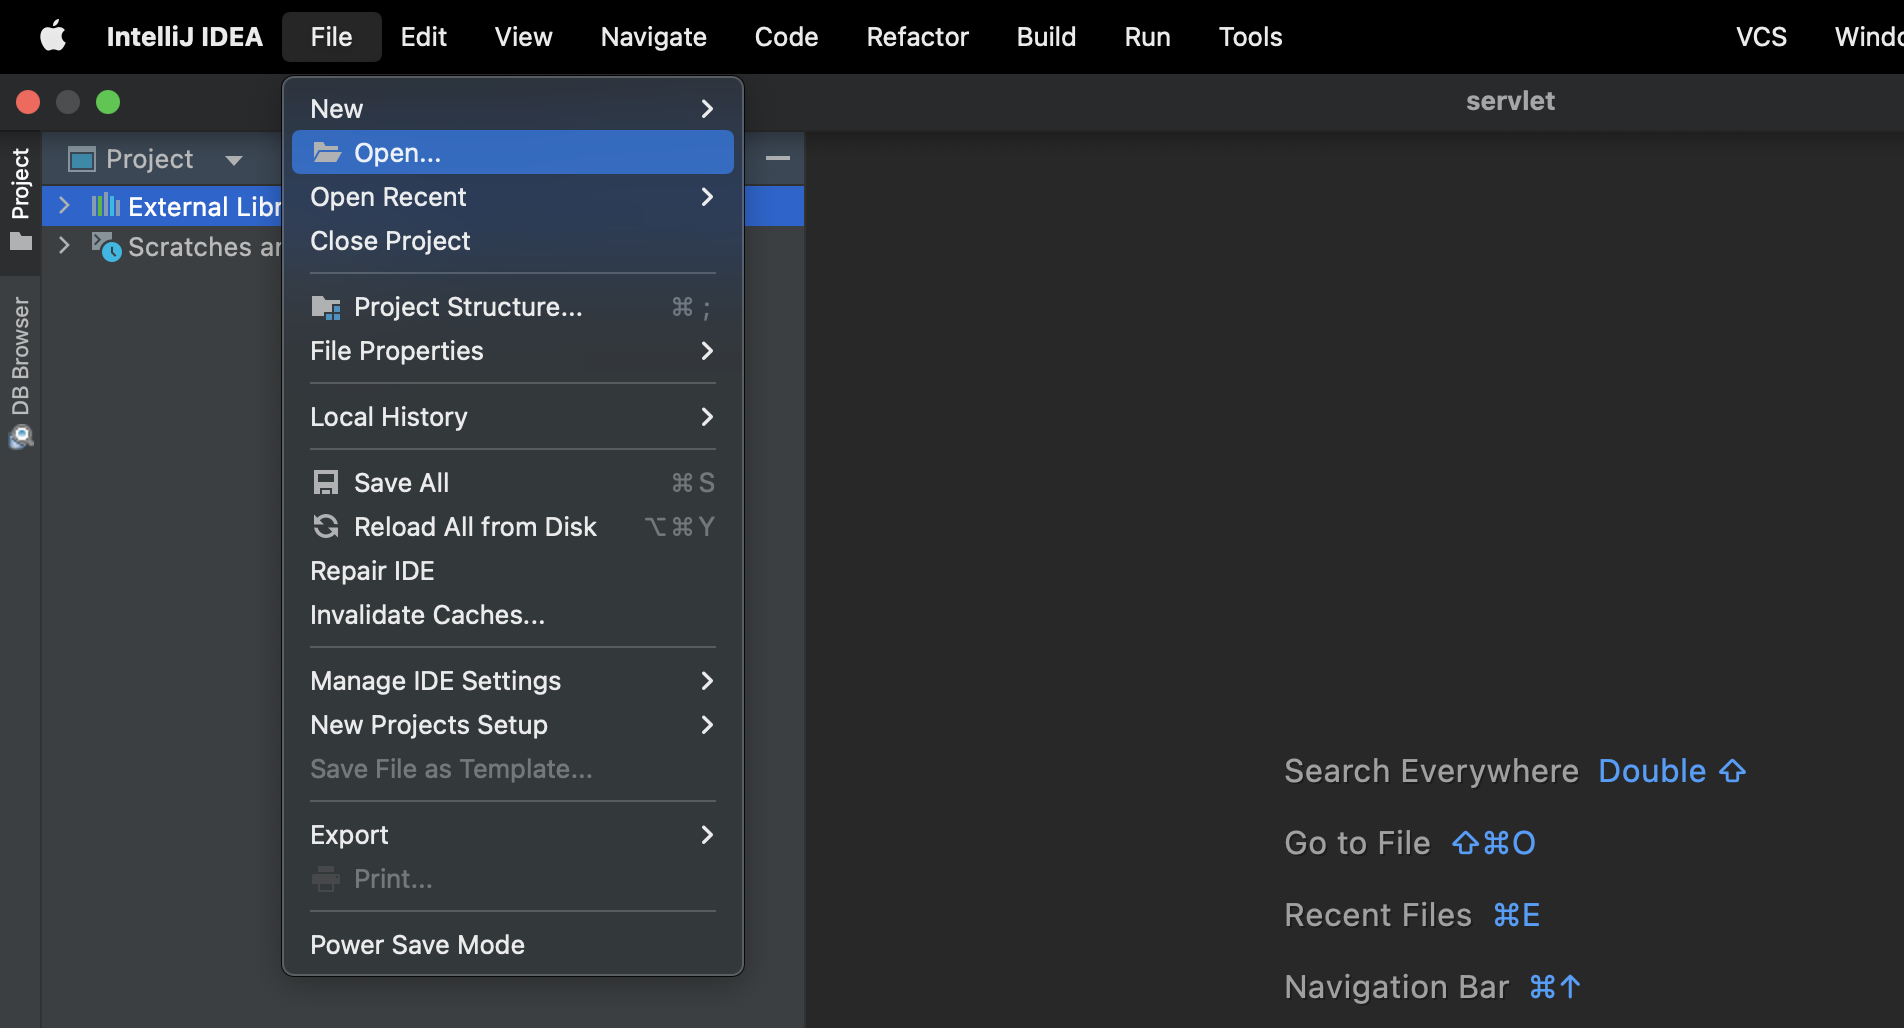 IntelliJ IDEA File Edit View Navigate Code Refactor Build Run Tools VCS
servlet
Project
Project
External
Scratches
DB Browser
New
Open...
Open Recent
Close Project
Project Structure... ⌘ ;
File Properties
Local History
Save All ⌘ S
Reload All from Disk ⌥ ⌘ Y
Repair IDE
Invalidate Caches...
Manage IDE Settings
New Projects Setup
Save File as Template...
Export
Print...
Power Save Mode
Search Everywhere Double ⇧
Go to File ⇧⌘O
Recent Files ⌘E
Navigation Bar ⌘↑